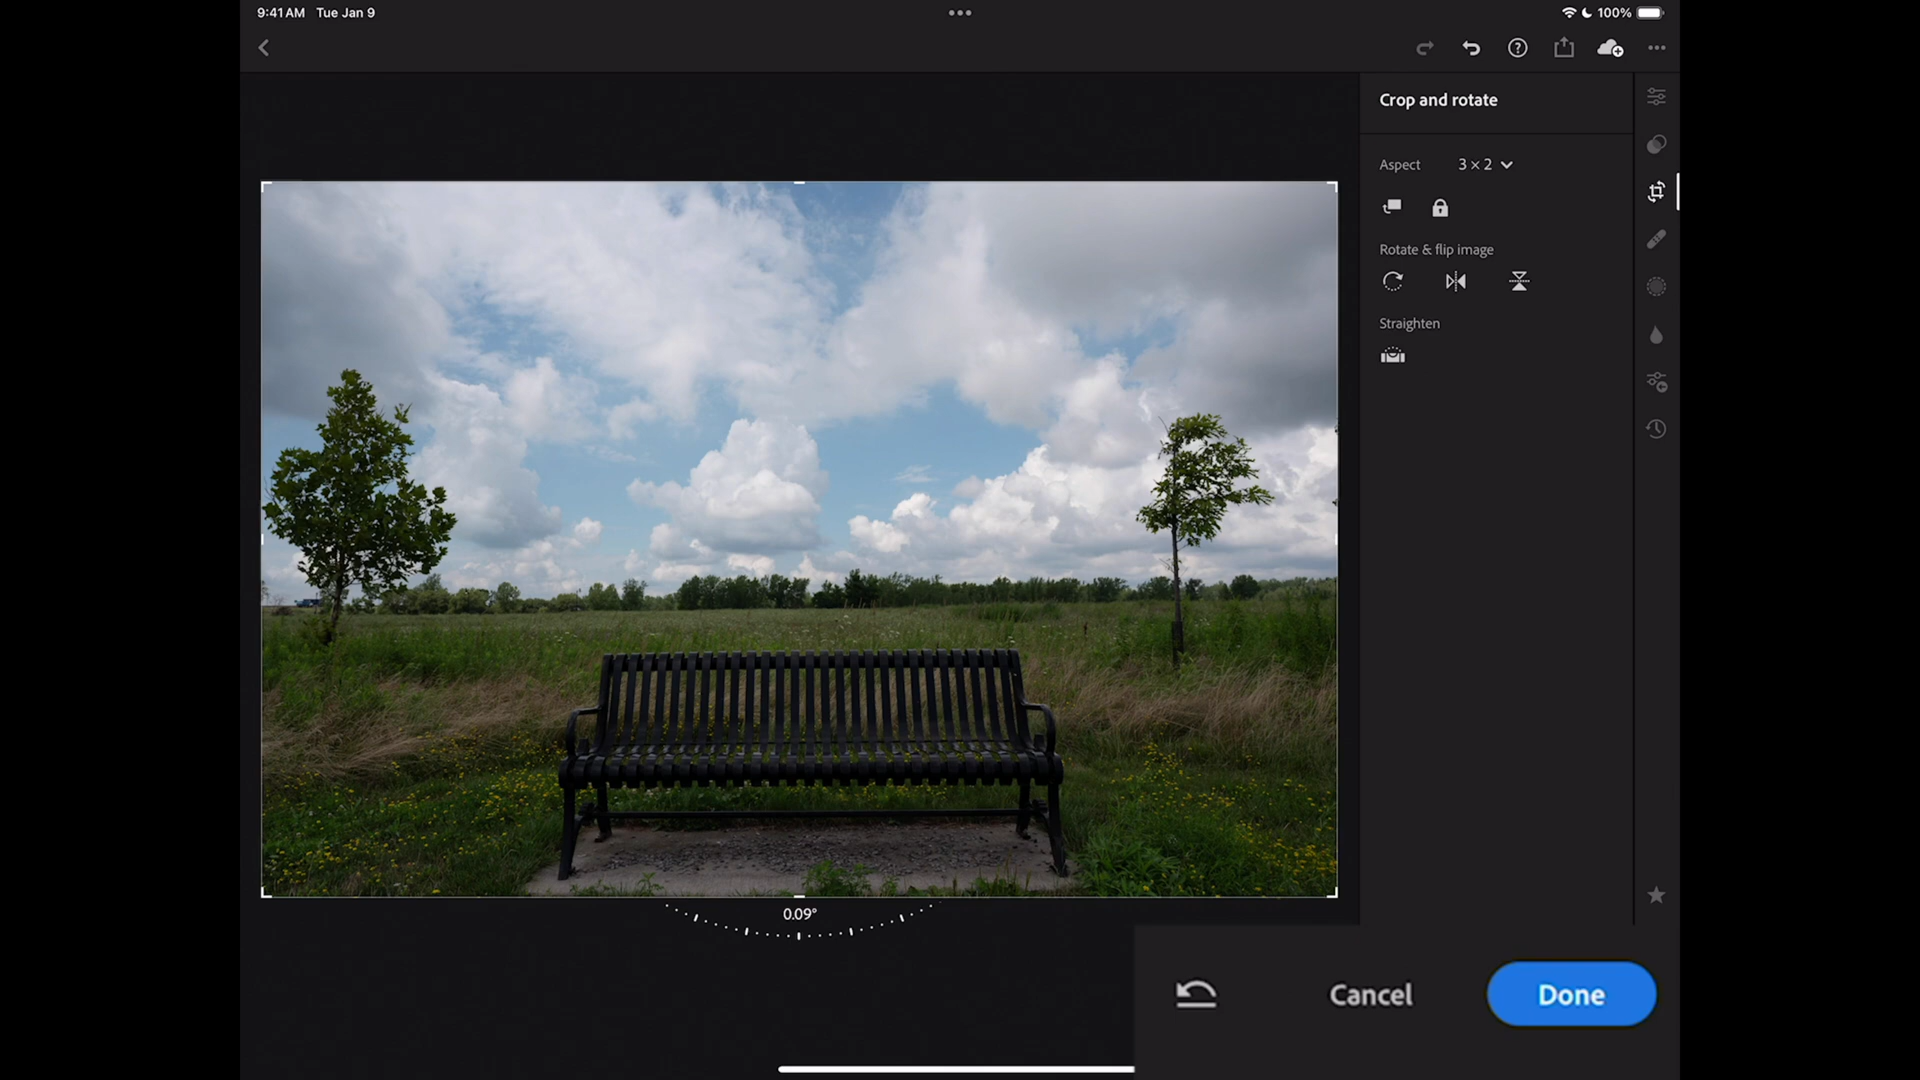 9:41 AM Tue Jan 9
100%
Crop and rotate
Aspect 3 × 2
Rotate & flip image
Straighten
0.09°
Cancel
Done